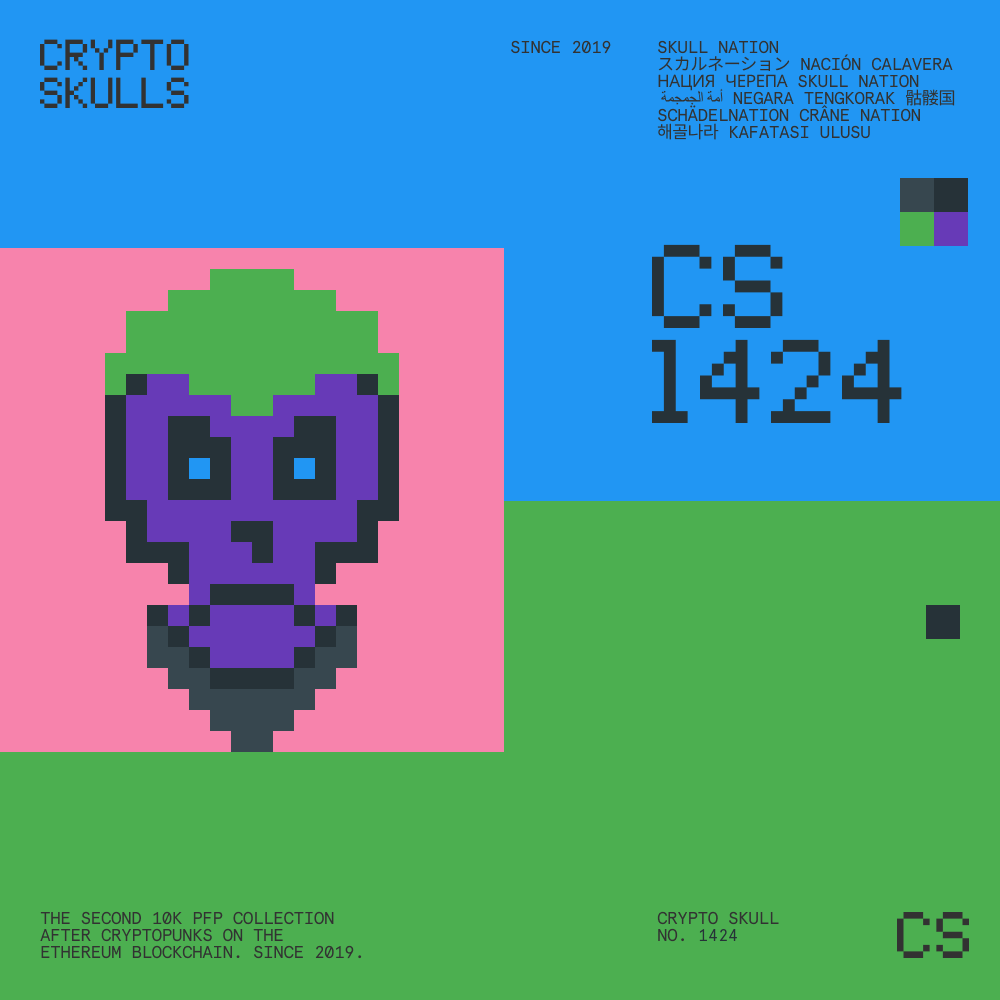 CRYPTO
SKULLS
SINCE 2019
SKULL NATION
スカルネーション NACIÓN CALAVERA
НАЦИЯ ЧЕРЕПА SKULL NATION
أمة الجمجمة NEGARA TENGKORAK 骷髅国
SCHÄDELNATION CRÂNE NATION
해골나라 KAFATASI ULUSU
CS
1424
THE SECOND 10K PFP COLLECTION
AFTER CRYPTOPUNKS ON THE
ETHEREUM BLOCKCHAIN. SINCE 2019.
CRYPTO SKULL
NO. 1424
CS